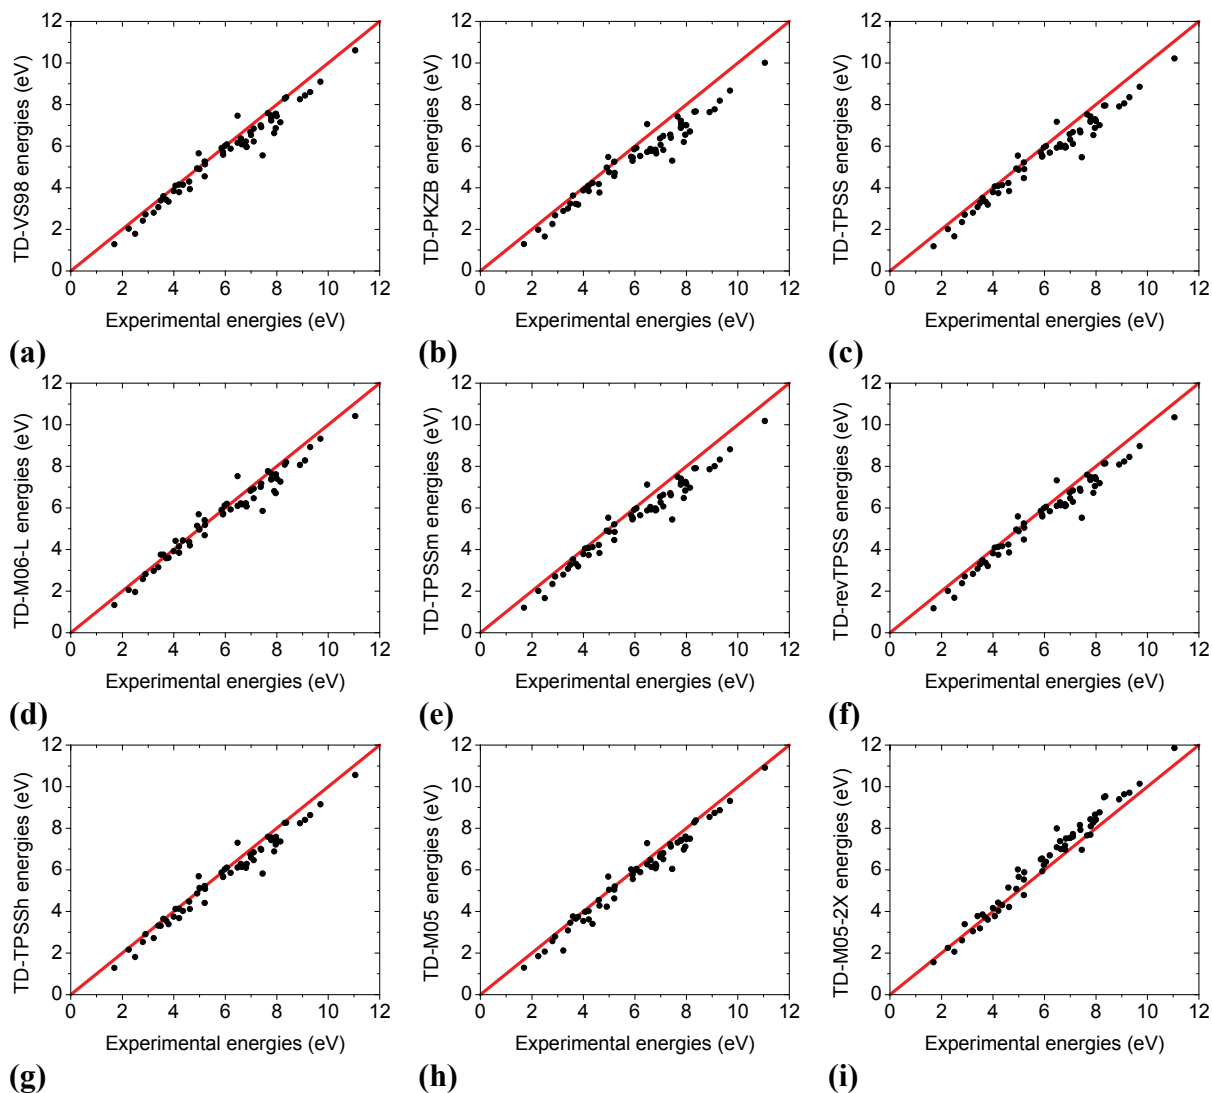 12
10
8
6
4
2
0
TD-VS98 energies (eV)
0 2 4 6 8 10 12
Experimental energies (eV)
(a)
12
10
8
6
4
2
0
TD-PKZB energies (eV)
0 2 4 6 8 10 12
Experimental energies (eV)
(b)
12
10
8
6
4
2
0
TD-TPSS energies (eV)
0 2 4 6 8 10 12
Experimental energies (eV)
(c)
12
10
8
6
4
2
0
TD-M06-L energies (eV)
0 2 4 6 8 10 12
Experimental energies (eV)
(d)
12
10
8
6
4
2
0
TD-TPSSm energies (eV)
0 2 4 6 8 10 12
Experimental energies (eV)
(e)
12
10
8
6
4
2
0
TD-revTPSS energies (eV)
0 2 4 6 8 10 12
Experimental energies (eV)
(f)
12
10
8
6
4
2
0
TD-TPSSh energies (eV)
0 2 4 6 8 10 12
Experimental energies (eV)
(g)
12
10
8
6
4
2
0
TD-M05 energies (eV)
0 2 4 6 8 10 12
Experimental energies (eV)
(h)
12
10
8
6
4
2
0
TD-M05-2X energies (eV)
0 2 4 6 8 10 12
Experimental energies (eV)
(i)